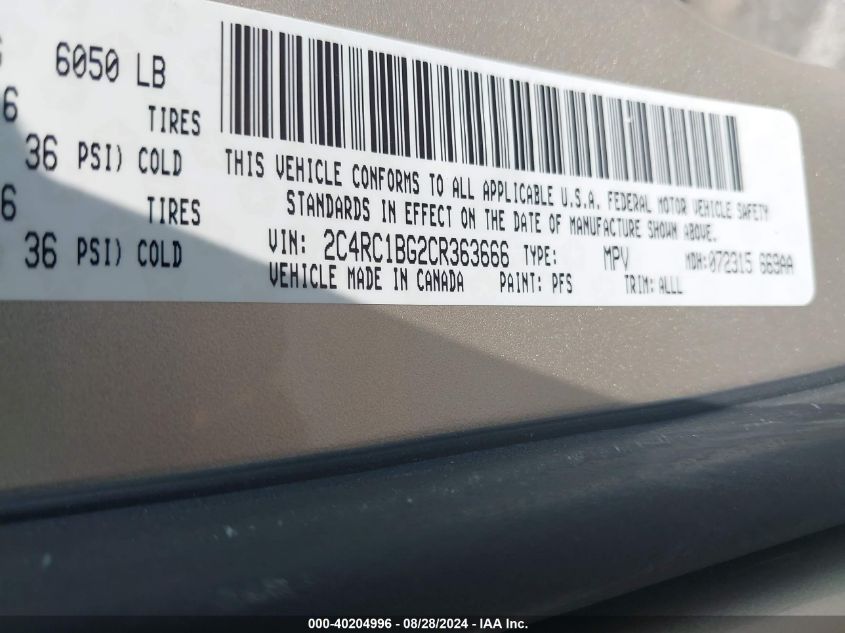 6050 LB
6 TIRES
36 PSI) COLD
6 TIRES
36 PSI) COLD
THIS VEHICLE CONFORMS TO ALL APPLICABLE U.S.A. FEDERAL MOTOR VEHICLE SAFETY
STANDARDS IN EFFECT ON THE DATE OF MANUFACTURE SHOWN ABOVE.
VIN: 2C4RC1BG2CR363666 TYPE: MPV MDH: 072315 669AA
VEHICLE MADE IN CANADA PAINT: PFS TRIM: ALLL
000-40204996 - 08/28/2024 - IAA Inc.